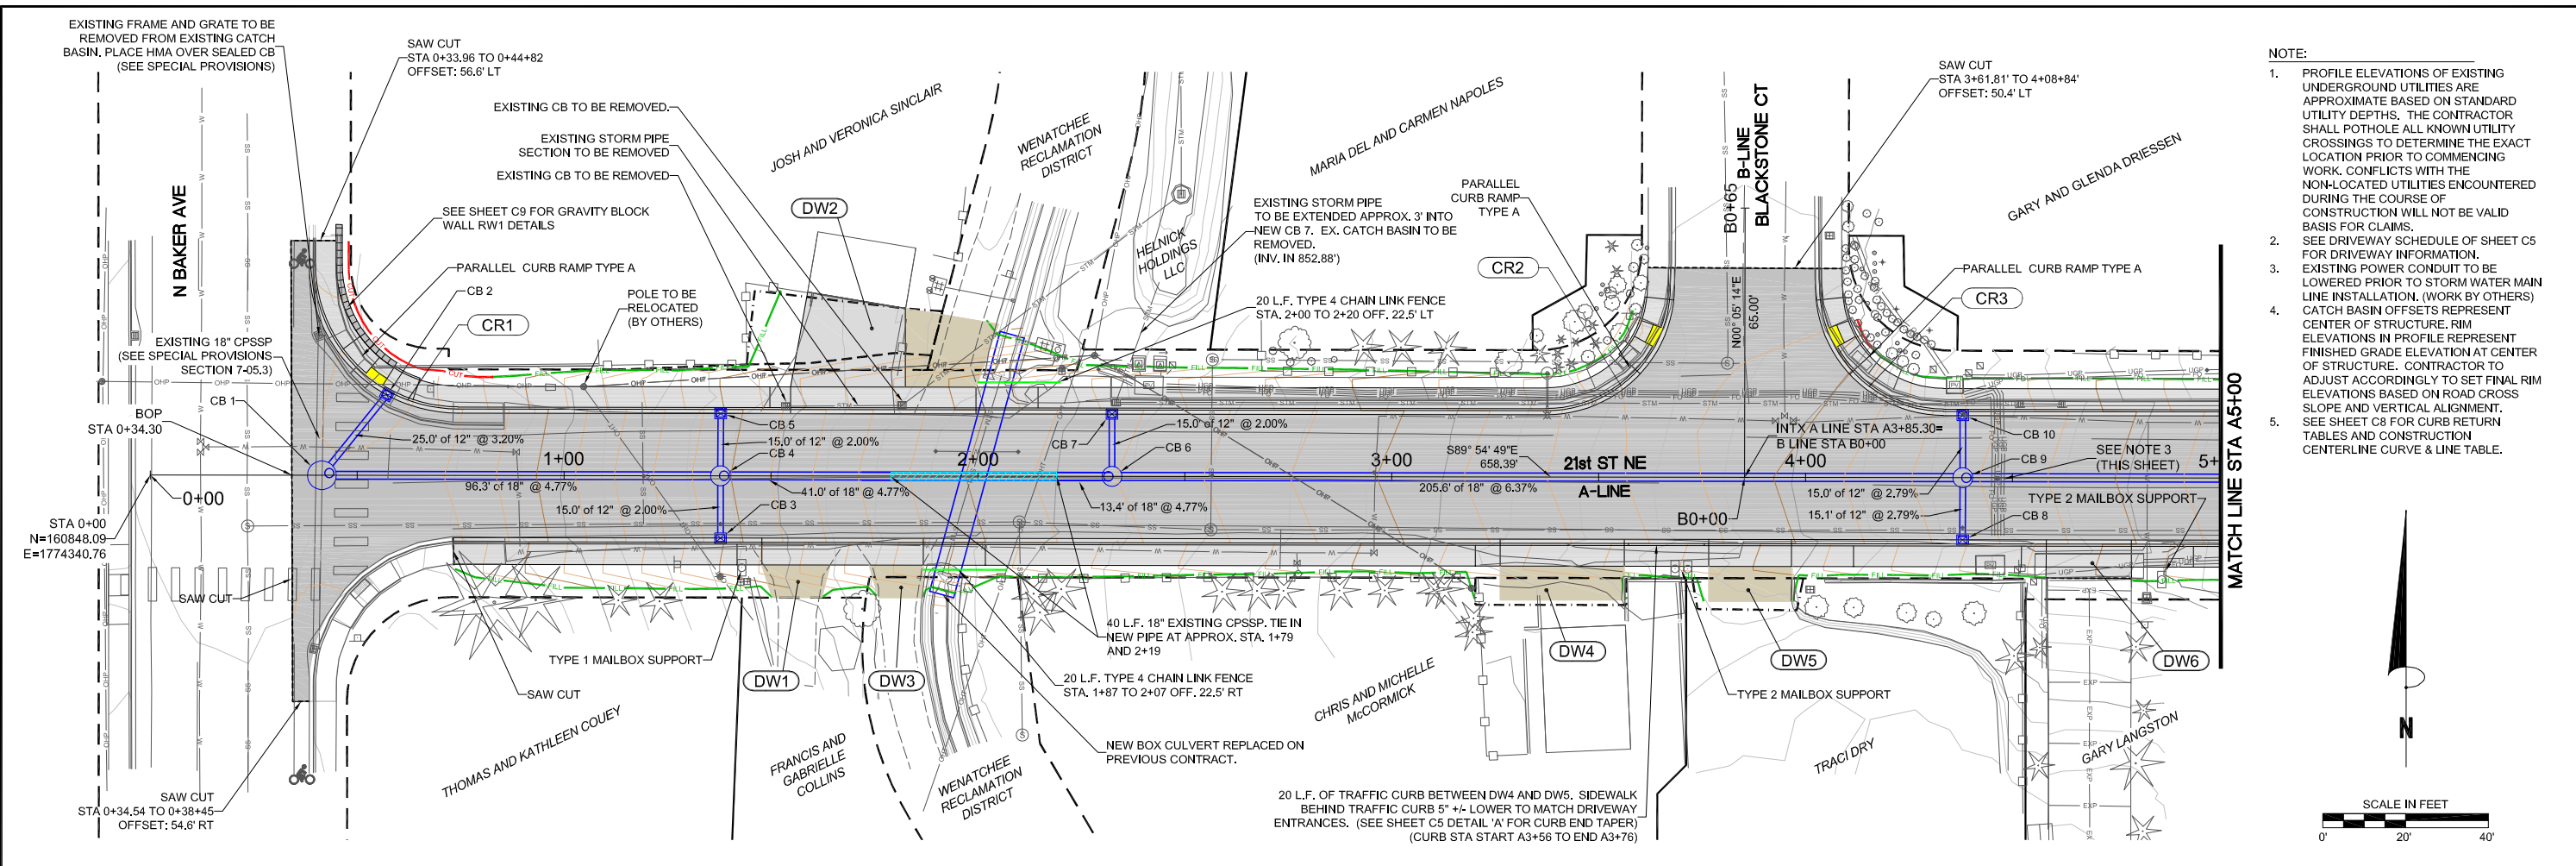 EXISTING FRAME AND GRATE TO BE
REMOVED FROM EXISTING CATCH
BASIN. PLACE HMA OVER SEALED CB
(SEE SPECIAL PROVISIONS)
SAW CUT
STA 0+33.96 TO 0+44+82
OFFSET: 56.6' LT
EXISTING CB TO BE REMOVED.
EXISTING STORM PIPE
SECTION TO BE REMOVED
EXISTING CB TO BE REMOVED
SEE SHEET C9 FOR GRAVITY BLOCK
WALL RW1 DETAILS
PARALLEL CURB RAMP TYPE A
CB 2
CR1
POLE TO BE
RELOCATED
(BY OTHERS)
DW2
JOSH AND VERONICA SINCLAIR
WENATCHEE
RECLAMATION
DISTRICT
HELNICK
HOLDINGS
LLC
MARIA DEL AND CARMEN NAPOLES
EXISTING STORM PIPE
TO BE EXTENDED APPROX. 3' INTO
NEW CB 7. EX. CATCH BASIN TO BE
REMOVED.
(INV. IN 852.88')
20 L.F. TYPE 4 CHAIN LINK FENCE
STA. 2+00 TO 2+20 OFF. 22.5' LT
PARALLEL
CURB RAMP
TYPE A
CR2
B0+65
B-LINE
BLACKSTONE CT
N00° 05' 14"E
65.00'
SAW CUT
STA 3+61.81' TO 4+08+84'
OFFSET: 50.4' LT
GARY AND GLENDA DRIESSEN
PARALLEL CURB RAMP TYPE A
CR3
N BAKER AVE
EXISTING 18" CPSSP
(SEE SPECIAL PROVISIONS
SECTION 7-05.3)
CB 1
BOP
STA 0+34.30
0+00
STA 0+00
N=160848.09
E=1774340.76
25.0' of 12" @ 3.20%
1+00
96.3' of 18" @ 4.77%
CB 5
15.0' of 12" @ 2.00%
CB 4
41.0' of 18" @ 4.77%
15.0' of 12" @ 2.00%
CB 3
2+00
CB 7
15.0' of 12" @ 2.00%
CB 6
13.4' of 18" @ 4.77%
3+00
S89° 54' 49"E
658.39'
205.6' of 18" @ 6.37%
21st ST NE
A-LINE
INTX A LINE STA A3+85.30=
B LINE STA B0+00
4+00
B0+00
15.0' of 12" @ 2.79%
15.1' of 12" @ 2.79%
CB 10
CB 9
SEE NOTE 3
(THIS SHEET)
5+
TYPE 2 MAILBOX SUPPORT
CB 8
MATCH LINE STA A5+00
SAW CUT
SAW CUT
SAW CUT
STA 0+34.54 TO 0+38+45
OFFSET: 54.6' RT
TYPE 1 MAILBOX SUPPORT
DW1
DW3
THOMAS AND KATHLEEN COUEY
FRANCIS AND
GABRIELLE
COLLINS
WENATCHEE
RECLAMATION
DISTRICT
40 L.F. 18" EXISTING CPSSP. TIE IN
NEW PIPE AT APPROX. STA. 1+79
AND 2+19
20 L.F. TYPE 4 CHAIN LINK FENCE
STA. 1+87 TO 2+07 OFF. 22.5' RT
NEW BOX CULVERT REPLACED ON
PREVIOUS CONTRACT.
CHRIS AND MICHELLE
McCORMICK
DW4
DW5
DW6
TYPE 2 MAILBOX SUPPORT
TRACI DRY
GARY LANGSTON
20 L.F. OF TRAFFIC CURB BETWEEN DW4 AND DW5. SIDEWALK
BEHIND TRAFFIC CURB 5" +/- LOWER TO MATCH DRIVEWAY
ENTRANCES. (SEE SHEET C5 DETAIL 'A' FOR CURB END TAPER)
(CURB STA START A3+56 TO END A3+76)
NOTE:
1. PROFILE ELEVATIONS OF EXISTING
UNDERGROUND UTILITIES ARE
APPROXIMATE BASED ON STANDARD
UTILITY DEPTHS. THE CONTRACTOR
SHALL POTHOLE ALL KNOWN UTILITY
CROSSINGS TO DETERMINE THE EXACT
LOCATION PRIOR TO COMMENCING
WORK. CONFLICTS WITH THE
NON-LOCATED UTILITIES ENCOUNTERED
DURING THE COURSE OF
CONSTRUCTION WILL NOT BE VALID
BASIS FOR CLAIMS.
2. SEE DRIVEWAY SCHEDULE OF SHEET C5
FOR DRIVEWAY INFORMATION.
3. EXISTING POWER CONDUIT TO BE
LOWERED PRIOR TO STORM WATER MAIN
LINE INSTALLATION. (WORK BY OTHERS)
4. CATCH BASIN OFFSETS REPRESENT
CENTER OF STRUCTURE. RIM
ELEVATIONS IN PROFILE REPRESENT
FINISHED GRADE ELEVATION AT CENTER
OF STRUCTURE. CONTRACTOR TO
ADJUST ACCORDINGLY TO SET FINAL RIM
ELEVATIONS BASED ON ROAD CROSS
SLOPE AND VERTICAL ALIGNMENT.
5. SEE SHEET C8 FOR CURB RETURN
TABLES AND CONSTRUCTION
CENTERLINE CURVE & LINE TABLE.
N
SCALE IN FEET
0' 20' 40'